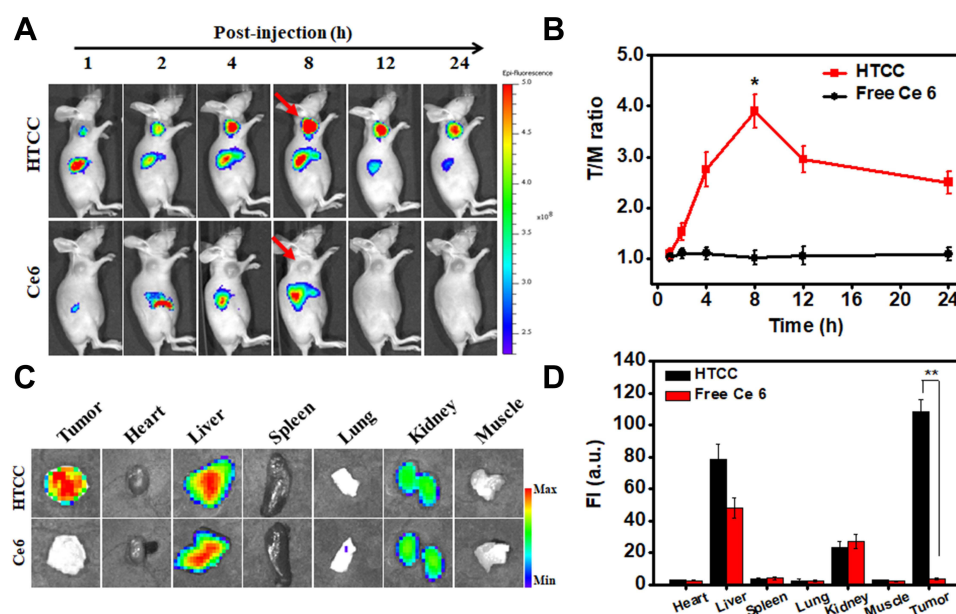 A
Post-injection (h)
1 2 4 8 12 24
HTCC
Ce6
Epi-fluorescence
5.0
4.5
4.0
3.5
x10⁸
3.0
2.5
B
T/M ratio
5.0
4.0
3.0
2.0
1.0
HTCC
Free Ce 6
*
0 4 8 12 16 20 24
Time (h)
C
Tumor Heart Liver Spleen Lung Kidney Muscle
HTCC
Ce6
Max
Min
D
FI (a.u.)
140
120
100
80
60
40
20
0
HTCC
Free Ce 6
**
Heart Liver Spleen Lung Kidney Muscle Tumor